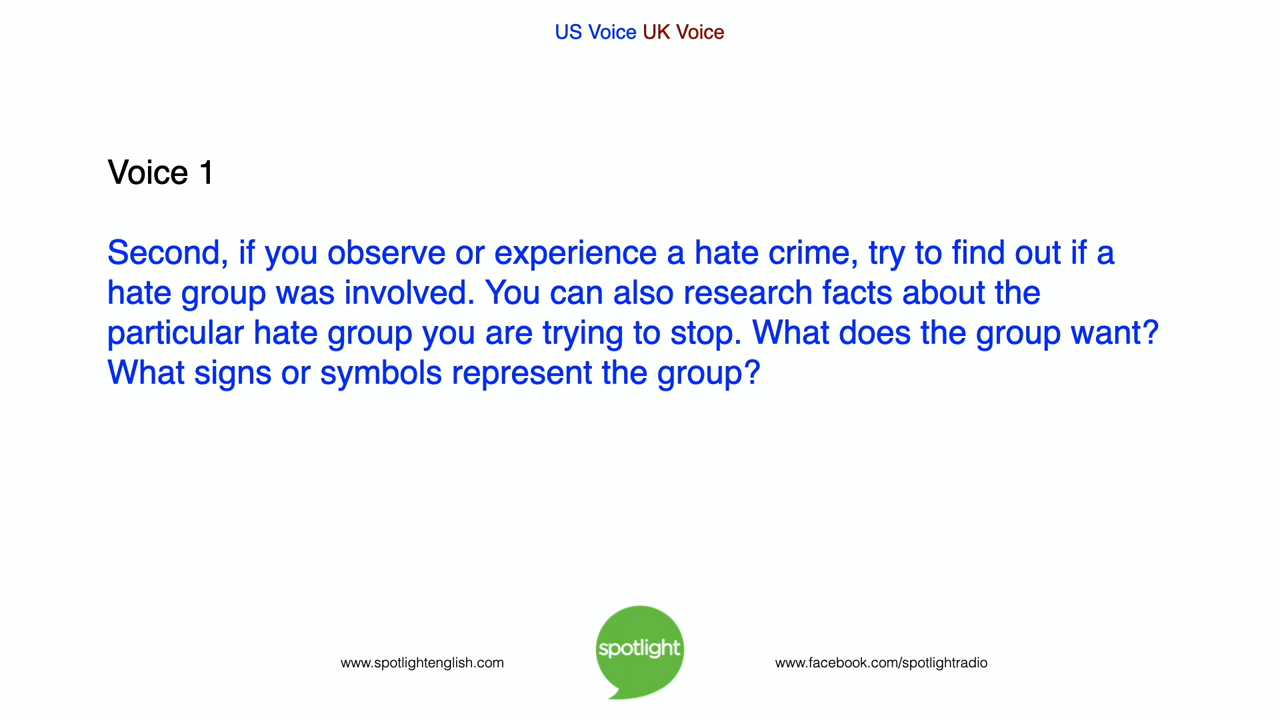 US Voice UK Voice
Voice 1
Second, if you observe or experience a hate crime, try to find out if a
hate group was involved. You can also research facts about the
particular hate group you are trying to stop. What does the group want?
What signs or symbols represent the group?
spotlight
www.spotlightenglish.com
www.facebook.com/spotlightradio